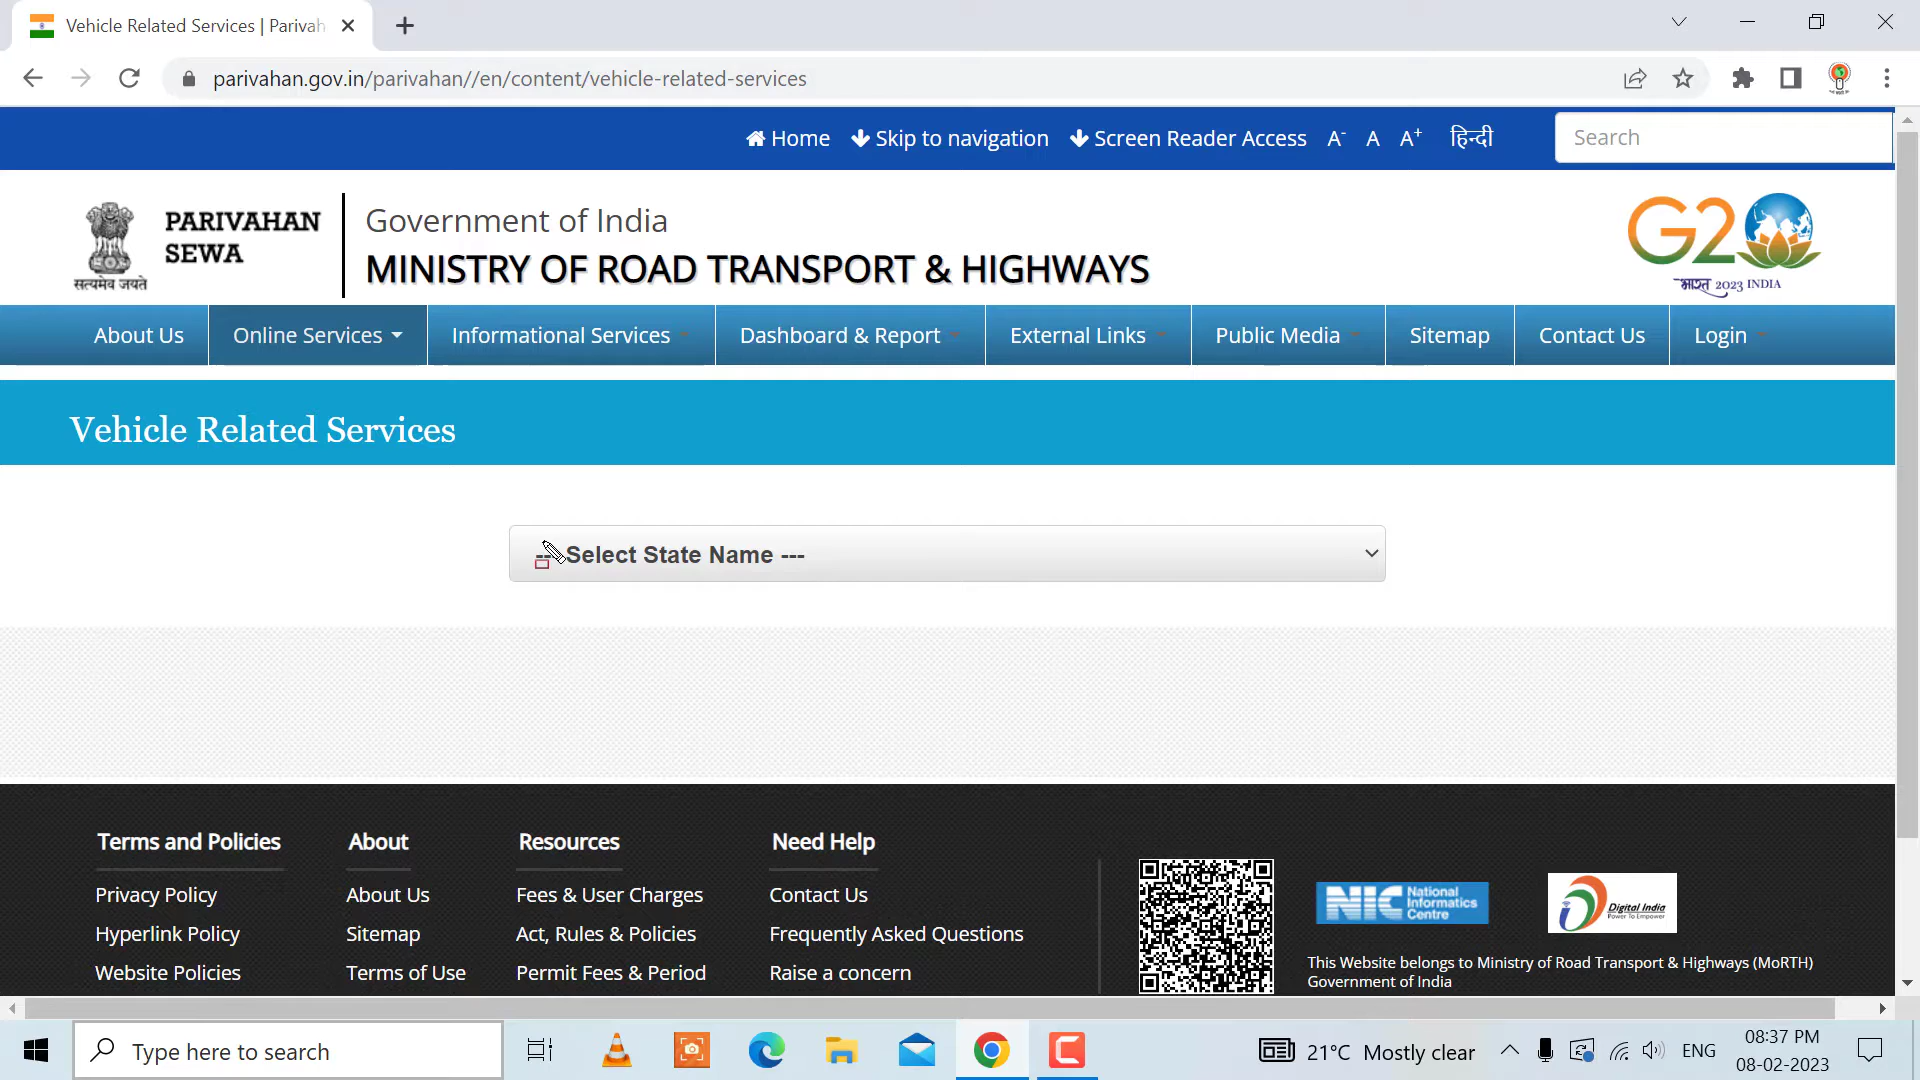 Vehicle Related Services | Parivah
parivahan.gov.in/parivahan//en/content/vehicle-related-services
Home Skip to navigation Screen Reader Access A- A A+ हिन्दी Search
PARIVAHAN
SEWA
सत्यमेव जयते
Government of India
MINISTRY OF ROAD TRANSPORT & HIGHWAYS
G20
भारत 2023 INDIA
About Us Online Services Informational Services Dashboard & Report External Links Public Media Sitemap Contact Us Login
Vehicle Related Services
--- Select State Name ---
Terms and Policies About Resources Need Help
Privacy Policy About Us Fees & User Charges Contact Us
Hyperlink Policy Sitemap Act, Rules & Policies Frequently Asked Questions
Website Policies Terms of Use Permit Fees & Period Raise a concern
NIC National
Informatics
Centre
Digital India
Power To Empower
This Website belongs to Ministry of Road Transport & Highways (MoRTH)
Government of India
Type here to search
21°C Mostly clear
ENG
08:37 PM
08-02-2023